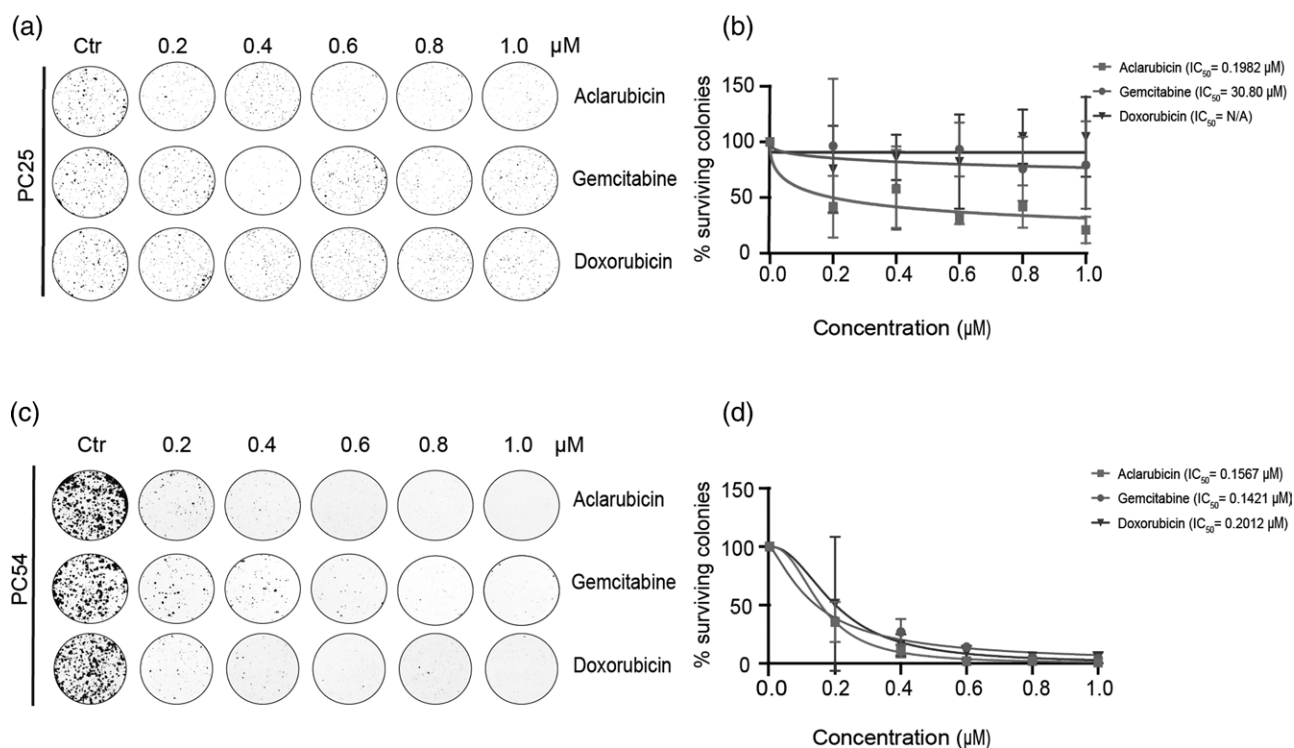 (a)
Ctr 0.2 0.4 0.6 0.8 1.0 µM
PC25
Aclarubicin
Gemcitabine
Doxorubicin
(b)
Aclarubicin (IC50= 0.1982 µM)
Gemcitabine (IC50= 30.80 µM)
Doxorubicin (IC50= N/A)
% surviving colonies
150
100
50
0
0.0 0.2 0.4 0.6 0.8 1.0
Concentration (µM)
(c)
Ctr 0.2 0.4 0.6 0.8 1.0 µM
PC54
Aclarubicin
Gemcitabine
Doxorubicin
(d)
Aclarubicin (IC50= 0.1567 µM)
Gemcitabine (IC50= 0.1421 µM)
Doxorubicin (IC50= 0.2012 µM)
% surviving colonies
150
100
50
0
0.0 0.2 0.4 0.6 0.8 1.0
Concentration (µM)